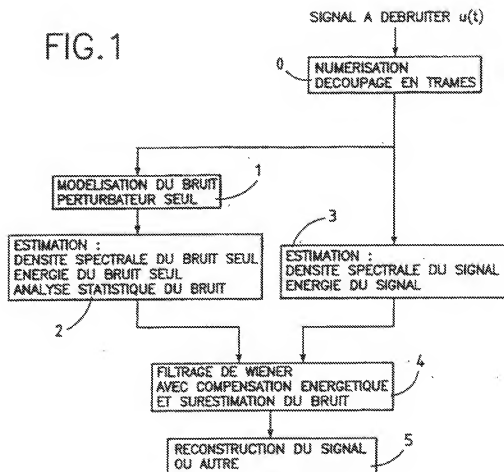 FIG.1
SIGNAL A DEBRUITER u(t)
0
NUMERISATION
DECOUPAGE EN TRAMES
1
MODELISATION DU BRUIT
PERTURBATEUR SEUL
3
ESTIMATION :
DENSITE SPECTRALE DU BRUIT SEUL
ENERGIE DU BRUIT SEUL
ANALYSE STATISTIQUE DU BRUIT
2
ESTIMATION :
DENSITE SPECTRALE DU SIGNAL
ENERGIE DU SIGNAL
FILTRAGE DE WIENER
AVEC COMPENSATION ENERGETIQUE
ET SURESTIMATION DU BRUIT
4
RECONSTRUCTION DU SIGNAL
OU AUTRE
5